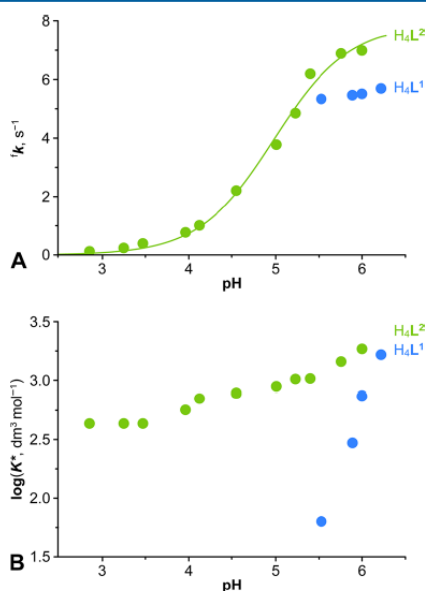 8
H₄L²
6
H₄L¹
ᶠk, s⁻¹
4
2
0
3
4
5
6
A
pH
3.5
H₄L²
H₄L¹
3.0
log(K*, dm³ mol⁻¹)
2.5
2.0
1.5
3
4
5
6
B
pH